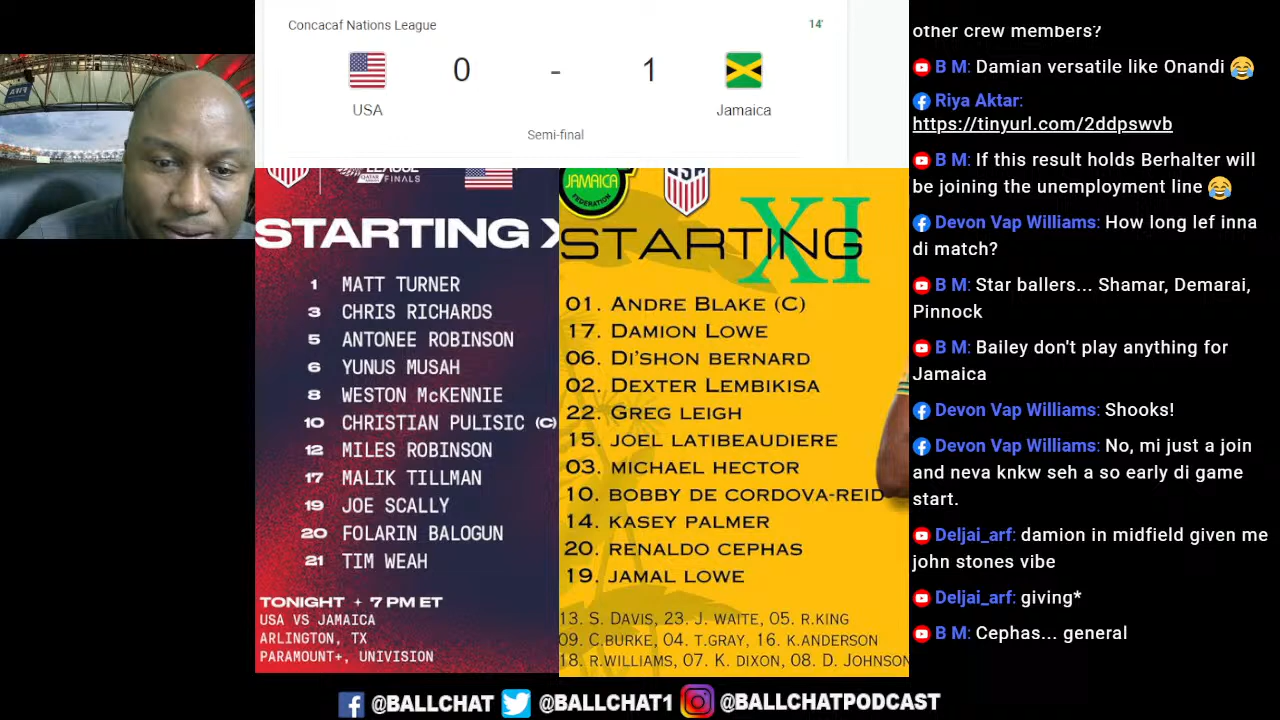 Concacaf Nations League
14'
0 - 1
USA
Jamaica
Semi-final
FINALS
STARTING X
1 MATT TURNER
3 CHRIS RICHARDS
5 ANTONEE ROBINSON
6 YUNUS MUSAH
8 WESTON McKENNIE
10 CHRISTIAN PULISIC (C)
12 MILES ROBINSON
17 MALIK TILLMAN
19 JOE SCALLY
20 FOLARIN BALOGUN
21 TIM WEAH
TONIGHT + 7 PM ET
USA VS JAMAICA
ARLINGTON, TX
PARAMOUNT+, UNIVISION
JAMAICA
FEDERATION
STARTING
XI
01. ANDRE BLAKE (C)
17. DAMION LOWE
06. DI'SHON BERNARD
02. DEXTER LEMBIKISA
22. GREG LEIGH
15. JOEL LATIBEAUDIERE
03. MICHAEL HECTOR
10. BOBBY DE CORDOVA-REID
14. KASEY PALMER
20. RENALDO CEPHAS
19. JAMAL LOWE
13. S. DAVIS, 23. J. WAITE, 05. R.KING
09. C.BURKE, 04. T.GRAY, 16. K.ANDERSON
18. R.WILLIAMS, 07. K. DIXON, 08. D. JOHNSON
other crew members?
B M: Damian versatile like Onandi 😂
Riya Aktar:
https://tinyurl.com/2ddpswvb
B M: If this result holds Berhalter will
be joining the unemployment line 😂
Devon Vap Williams: How long lef inna
di match?
B M: Star ballers... Shamar, Demarai,
Pinnock
B M: Bailey don't play anything for
Jamaica
Devon Vap Williams: Shooks!
Devon Vap Williams: No, mi just a join
and neva knkw seh a so early di game
start.
Deljai_arf: damion in midfield given me
john stones vibe
Deljai_arf: giving*
B M: Cephas... general
@BALLCHAT @BALLCHAT1 @BALLCHATPODCAST